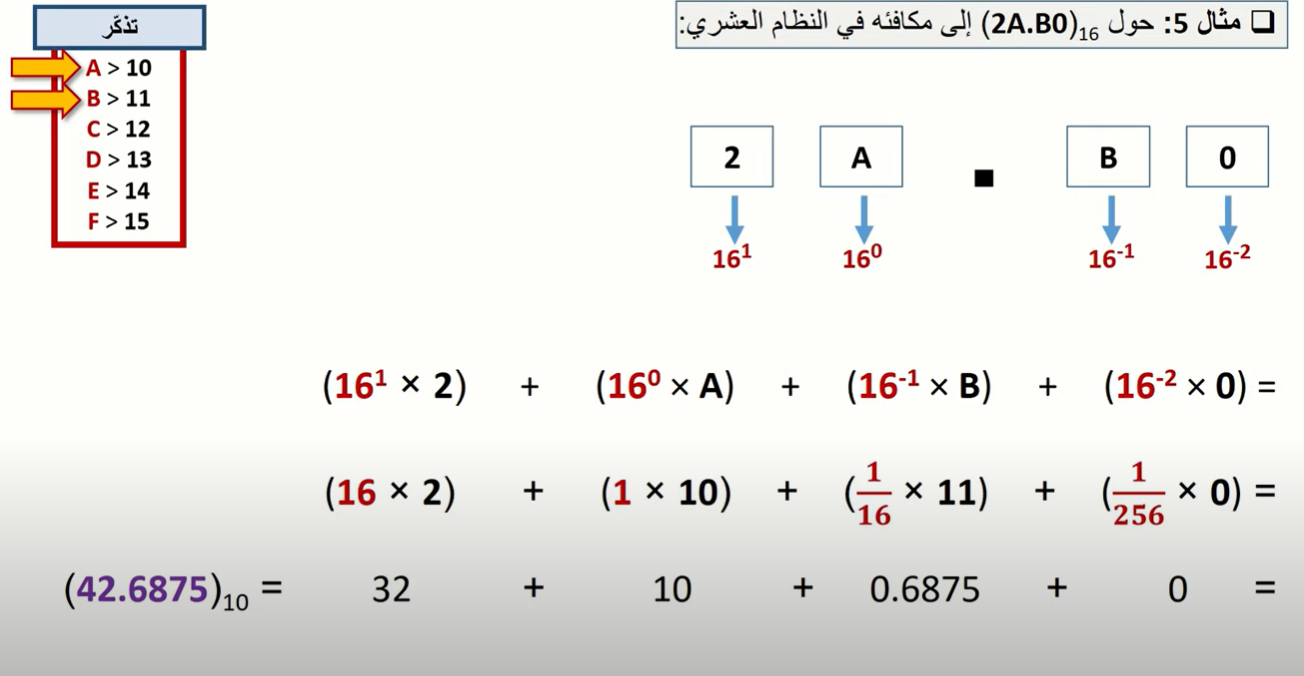 ❑ مثال 5: حول (2A.B0)₁₆ إلى مكافئه في النظام العشري:
تذكّر
A > 10
B > 11
C > 12
D > 13
E > 14
F > 15
2 A . B 0
16¹ 16⁰ 16⁻¹ 16⁻²
(16¹ × 2) + (16⁰ × A) + (16⁻¹ × B) + (16⁻² × 0) =
(16 × 2) + (1 × 10) + (1/16 × 11) + (1/256 × 0) =
(42.6875)₁₀ = 32 + 10 + 0.6875 + 0 =